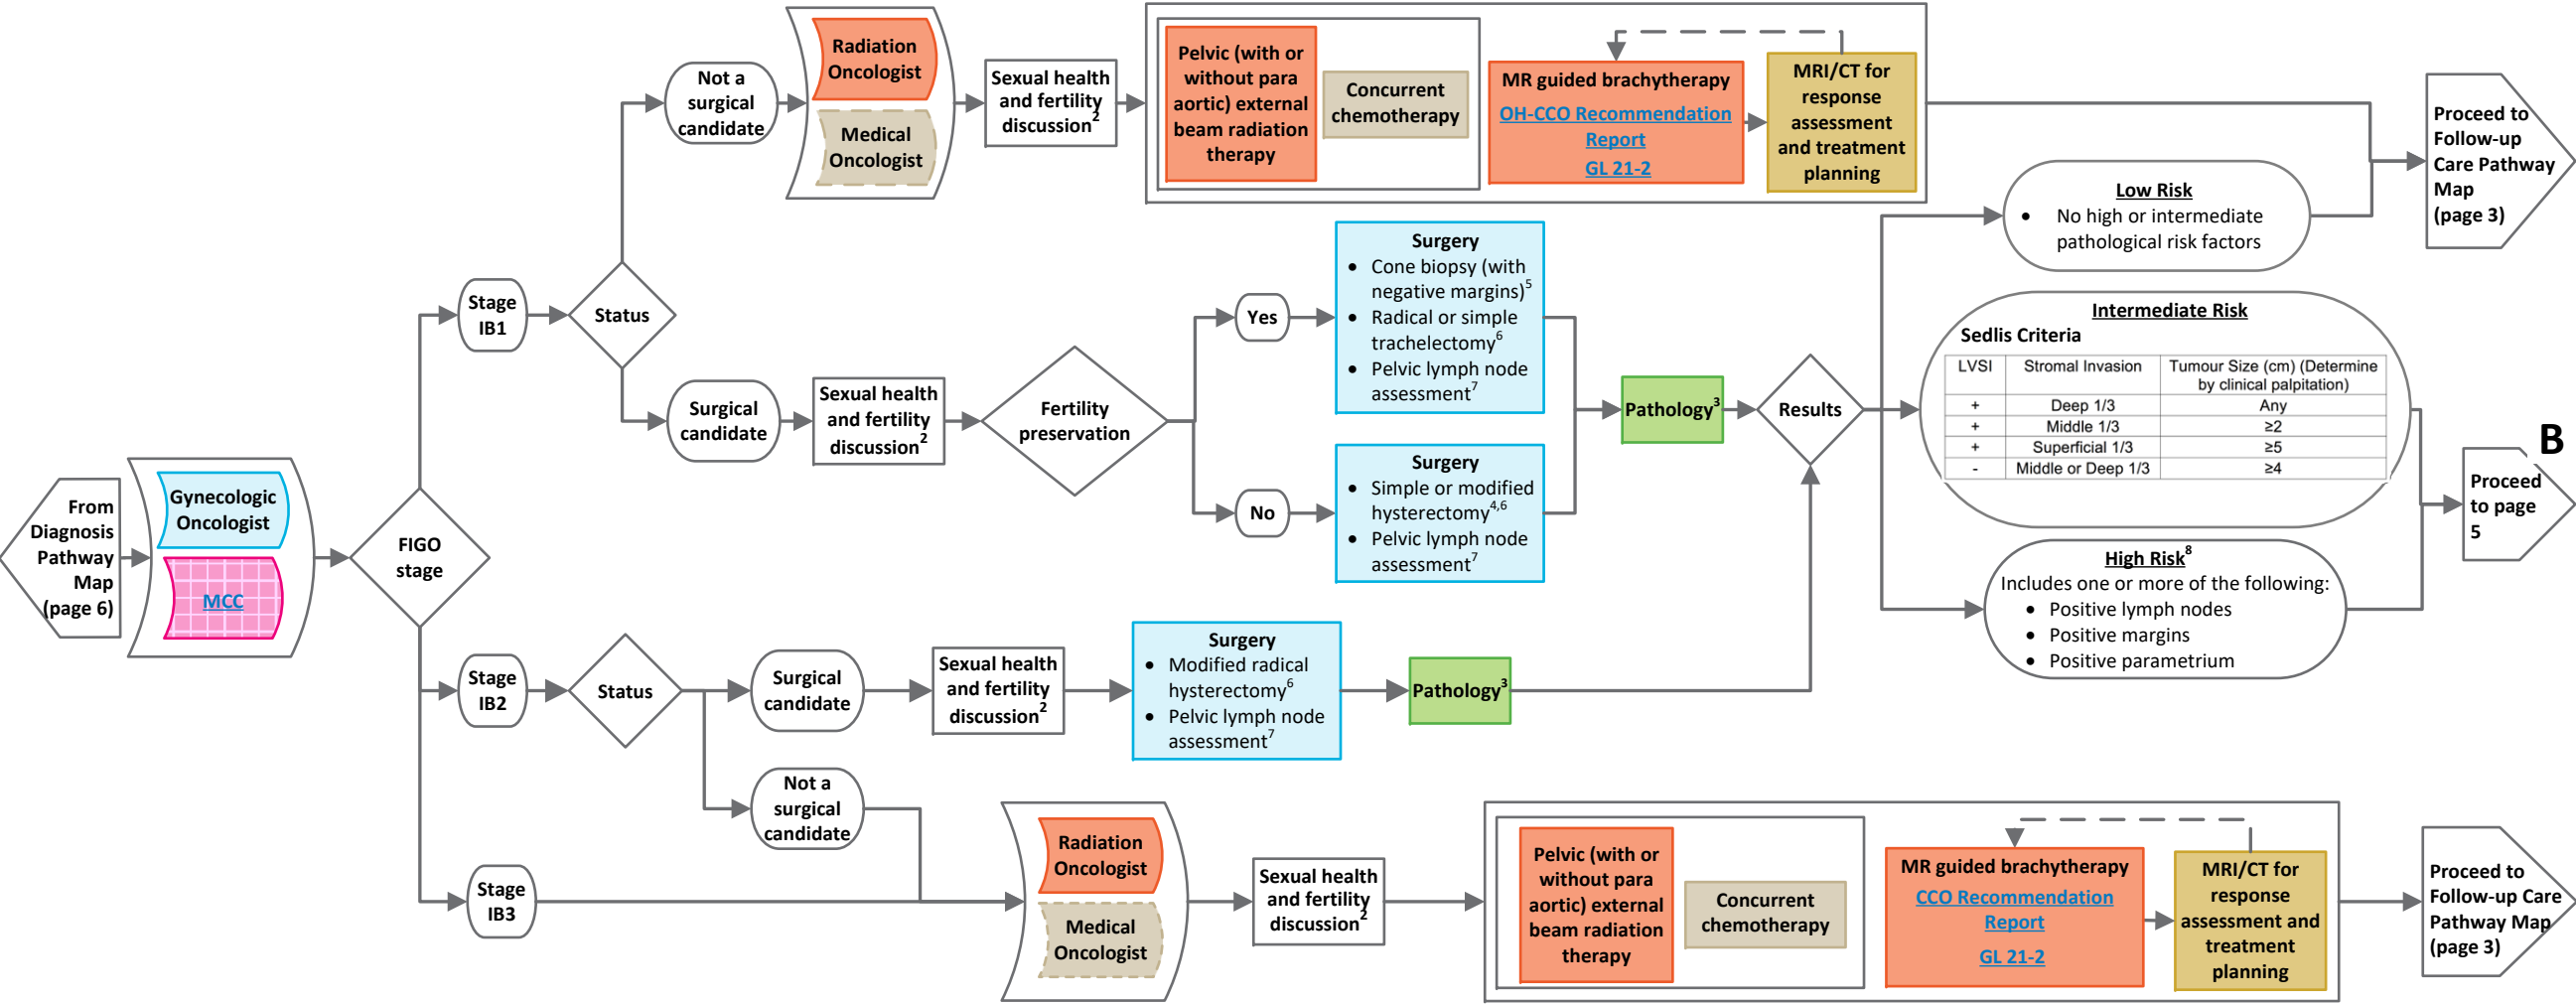 From
Diagnosis
Pathway
Map
(page 6)
Gynecologic
Oncologist
MCC
FIGO
stage
Stage
IB1
Status
Not a
surgical
candidate
Radiation
Oncologist
Medical
Oncologist
Sexual health
and fertility
discussion2
Pelvic (with or
without para
aortic) external
beam radiation
therapy
Concurrent
chemotherapy
MR guided brachytherapy
OH-CCO Recommendation
Report
GL 21-2
MRI/CT for
response
assessment
and treatment
planning
Proceed to
Follow-up
Care Pathway
Map
(page 3)
Surgical
candidate
Sexual health
and fertility
discussion2
Fertility
preservation
Yes
Surgery
• Cone biopsy (with
negative margins)5
• Radical or simple
trachelectomy6
• Pelvic lymph node
assessment7
No
Surgery
• Simple or modified
hysterectomy4,6
• Pelvic lymph node
assessment7
Pathology3
Results
Low Risk
• No high or intermediate
pathological risk factors
Intermediate Risk
Sedlis Criteria
LVSI Stromal Invasion Tumour Size (cm) (Determine
by clinical palpitation)
+ Deep 1/3 Any
+ Middle 1/3 ≥2
+ Superficial 1/3 ≥5
- Middle or Deep 1/3 ≥4
High Risk8
Includes one or more of the following:
• Positive lymph nodes
• Positive margins
• Positive parametrium
B
Proceed
to page
5
Stage
IB2
Status
Surgical
candidate
Sexual health
and fertility
discussion2
Surgery
• Modified radical
hysterectomy6
• Pelvic lymph node
assessment7
Pathology3
Not a
surgical
candidate
Stage
IB3
Radiation
Oncologist
Medical
Oncologist
Sexual health
and fertility
discussion2
Pelvic (with or
without para
aortic) external
beam radiation
therapy
Concurrent
chemotherapy
MR guided brachytherapy
CCO Recommendation
Report
GL 21-2
MRI/CT for
response
assessment and
treatment
planning
Proceed to
Follow-up Care
Pathway Map
(page 3)